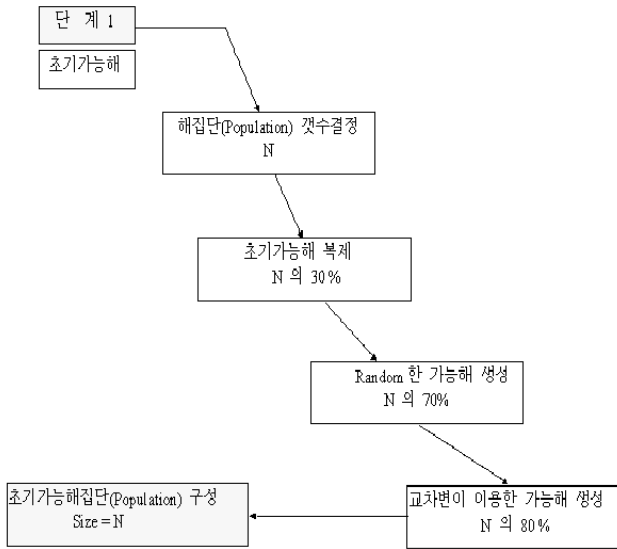 단 계 1
초기가능해
해집단(Population) 갯수결정
N
초기가능해 복제
N 의 30%
Random 한 가능해 생성
N 의 70%
교차변이 이용한 가능해 생성
N 의 80%
초기가능해집단(Population) 구성
Size = N